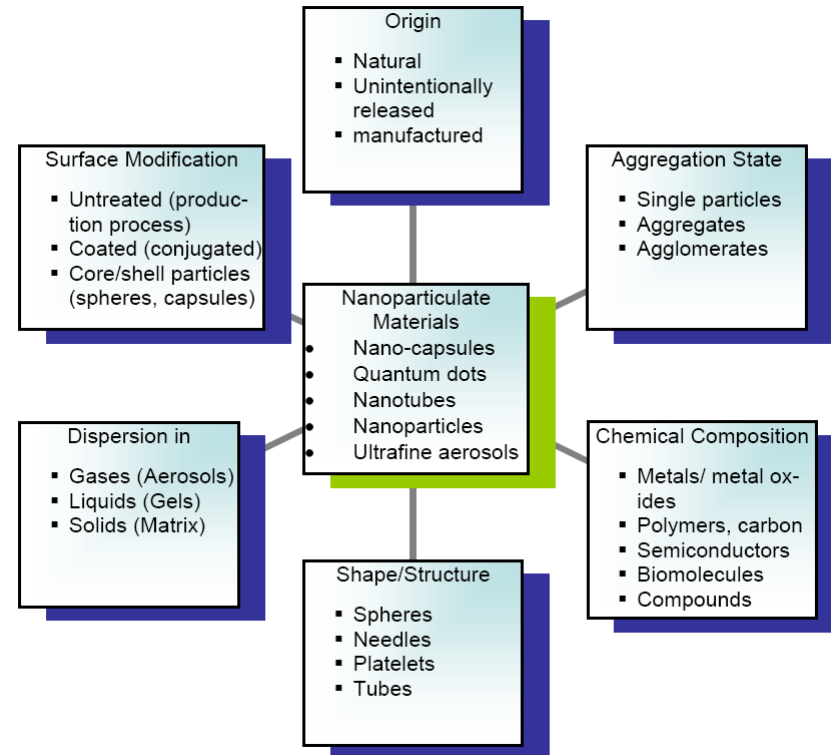 Origin
Natural
Unintentionally
released
manufactured
Surface Modification
Untreated (produc-
tion process)
Coated (conjugated)
Core/shell particles
(spheres, capsules)
Aggregation State
Single particles
Aggregates
Agglomerates
Nanoparticulate
Materials
Nano-capsules
Quantum dots
Nanotubes
Nanoparticles
Ultrafine aerosols
Dispersion in
Gases (Aerosols)
Liquids (Gels)
Solids (Matrix)
Chemical Composition
Metals/ metal ox-
ides
Polymers, carbon
Semiconductors
Biomolecules
Compounds
Shape/Structure
Spheres
Needles
Platelets
Tubes